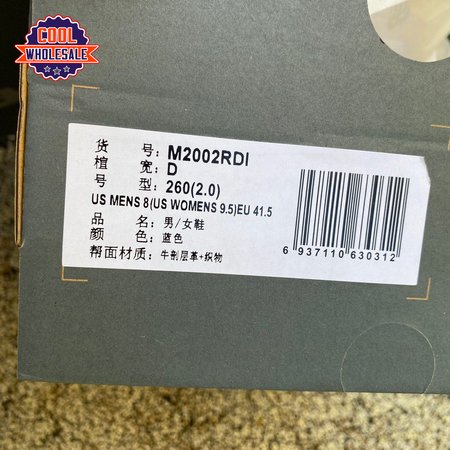 COOL
WHOLESALE
货 号: M2002RDI
楦 宽: D
号 型: 260(2.0)
US MENS 8(US WOMENS 9.5)EU 41.5
品 名: 男/女鞋
颜 色: 蓝色
帮面材质: 牛剖层革+织物
6 937110 630312